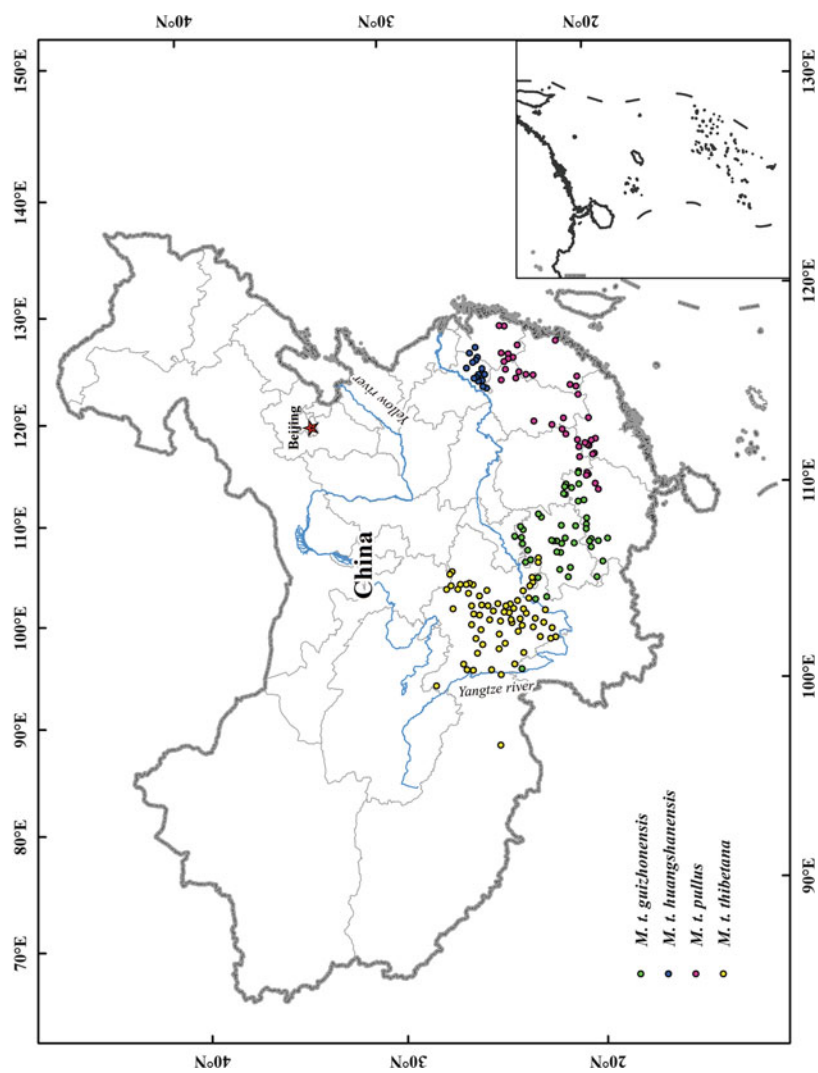 70°E 80°E 90°E 100°E 110°E 120°E 130°E 140°E 150°E
40°N
30°N
20°N
40°N
30°N
20°N
Beijing
Yellow river
China
Yangtze river
M. t. guizhonensis
M. t. huangshanensis
M. t. pullus
M. t. thibetana
90°E 100°E 110°E 120°E 130°E